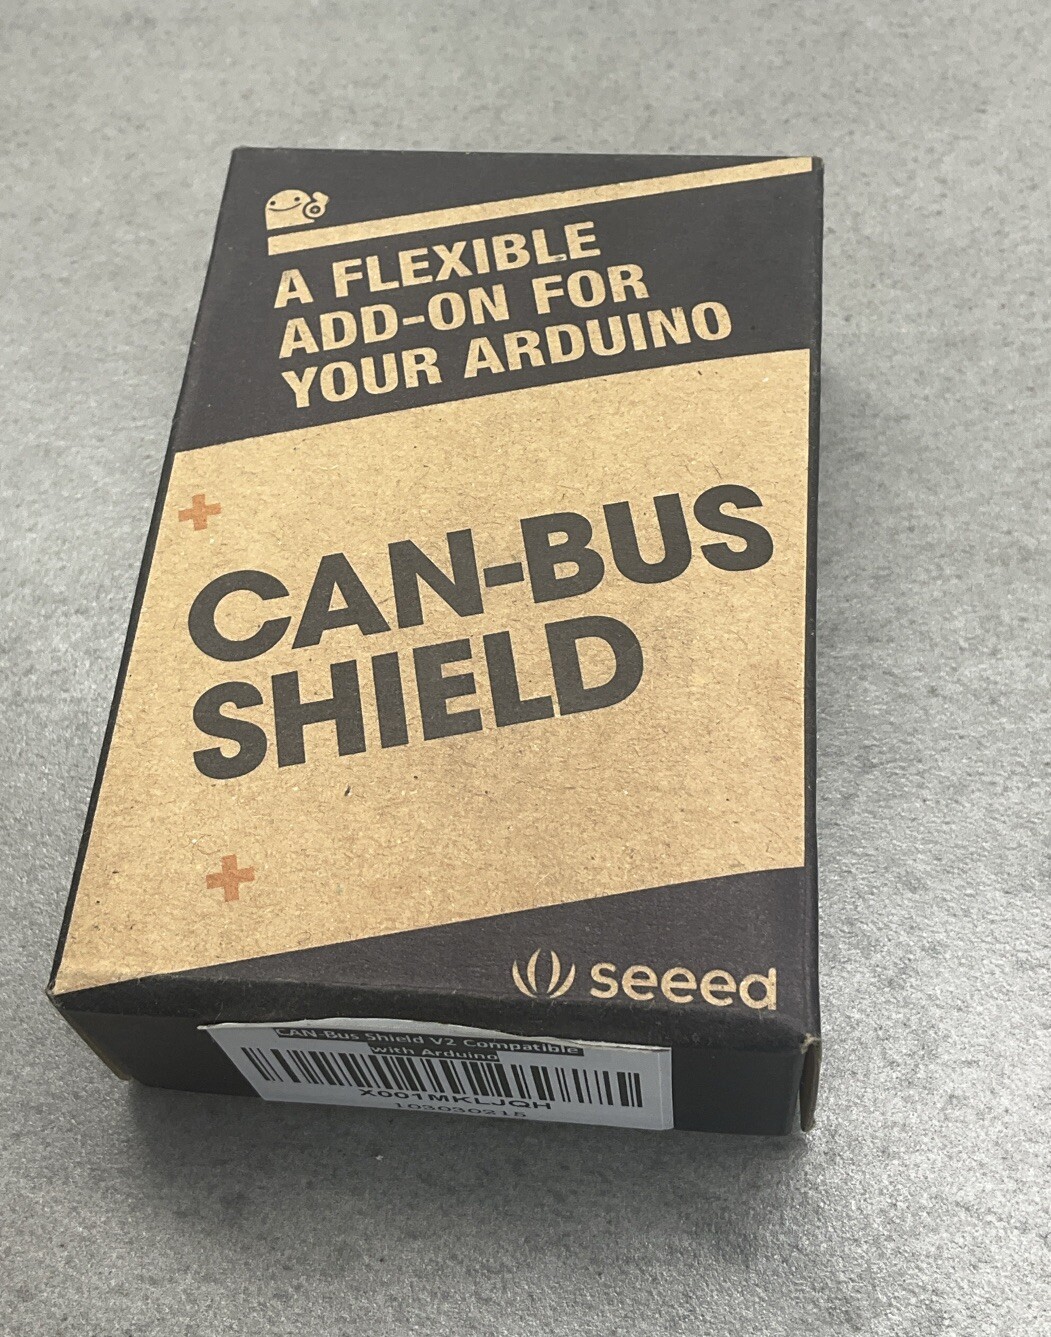 A FLEXIBLE
ADD-ON FOR
YOUR ARDUINO
CAN-BUS
SHIELD
seeed
CAN-Bus Shield V2 Compatible
with Arduino
X001MKLJQH
103030215